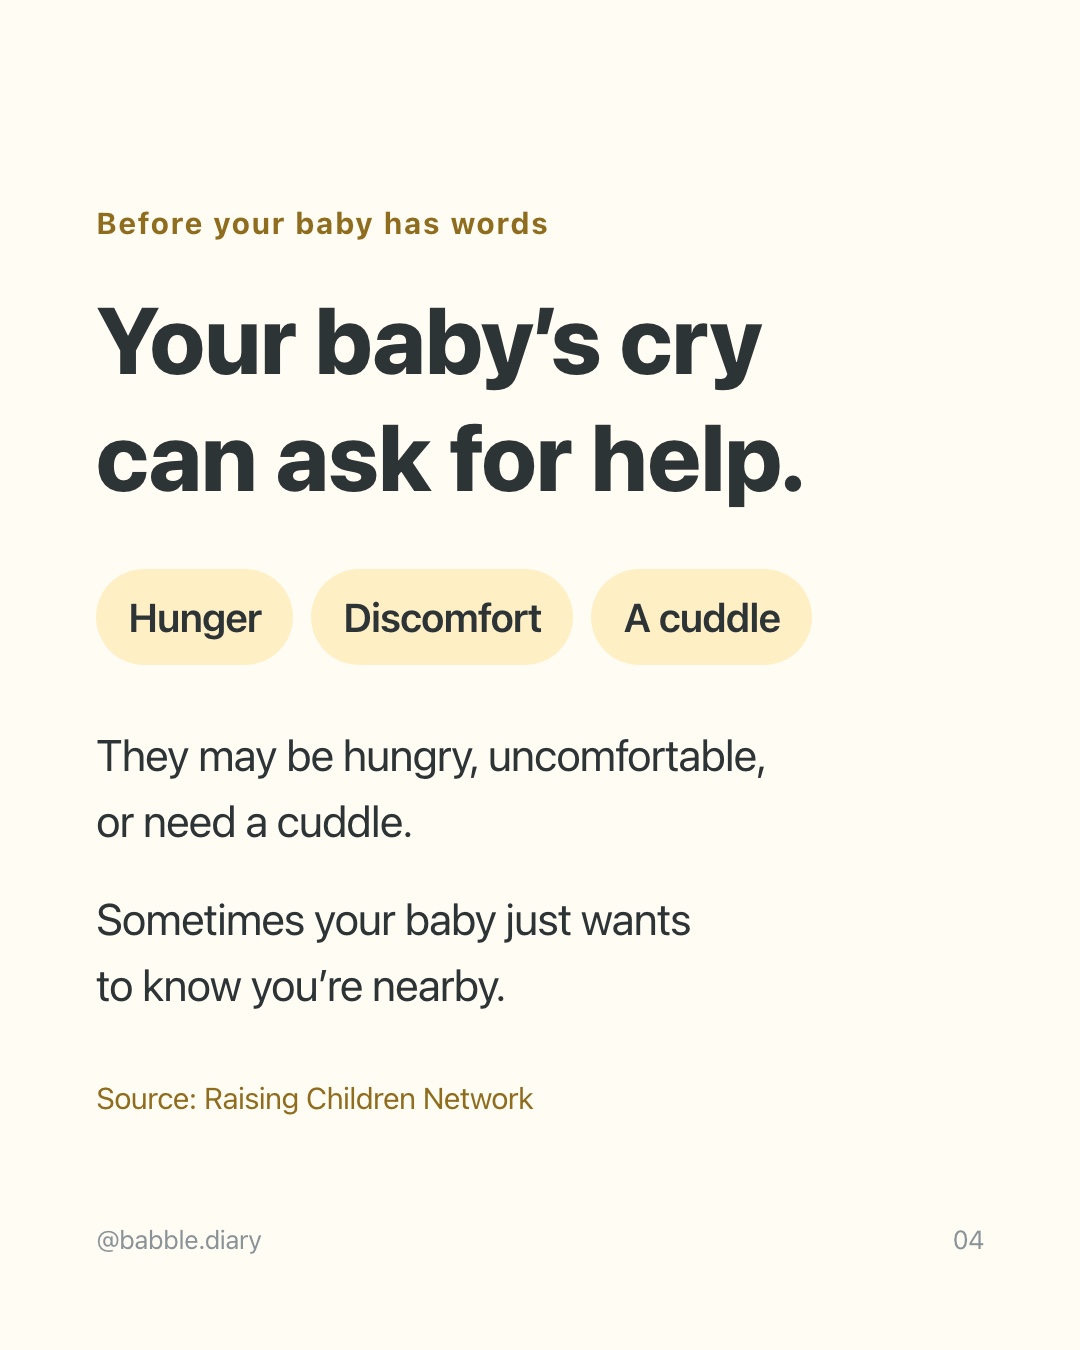 Before your baby has words
Your baby’s cry
can ask for help.
Hunger
Discomfort
A cuddle
They may be hungry, uncomfortable,
or need a cuddle.
Sometimes your baby just wants
to know you’re nearby.
Source: Raising Children Network
@babble.diary
04